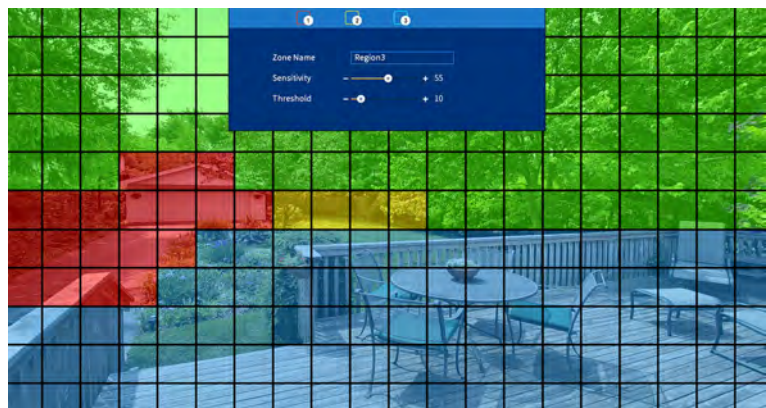 1 2 3
Zone Name Region3
Sensitivity - + 55
Threshold - + 10